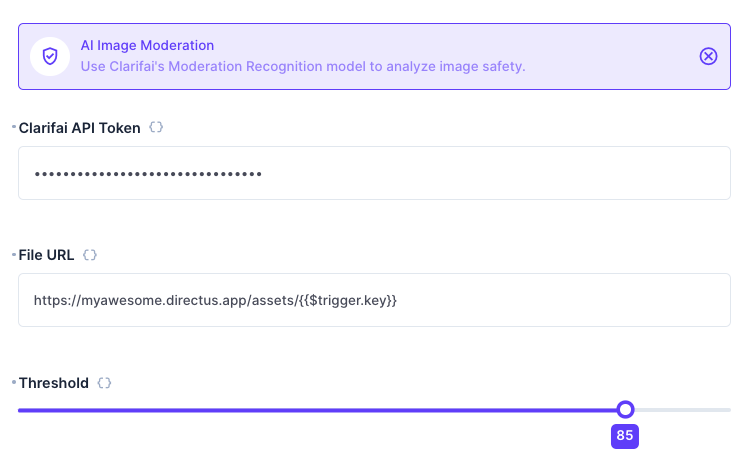 AI Image Moderation
Use Clarifai's Moderation Recognition model to analyze image safety.
Clarifai API Token {}
••••••••••••••••••••••••••••••••
File URL {}
https://myawesome.directus.app/assets/{{$trigger.key}}
Threshold {}
85